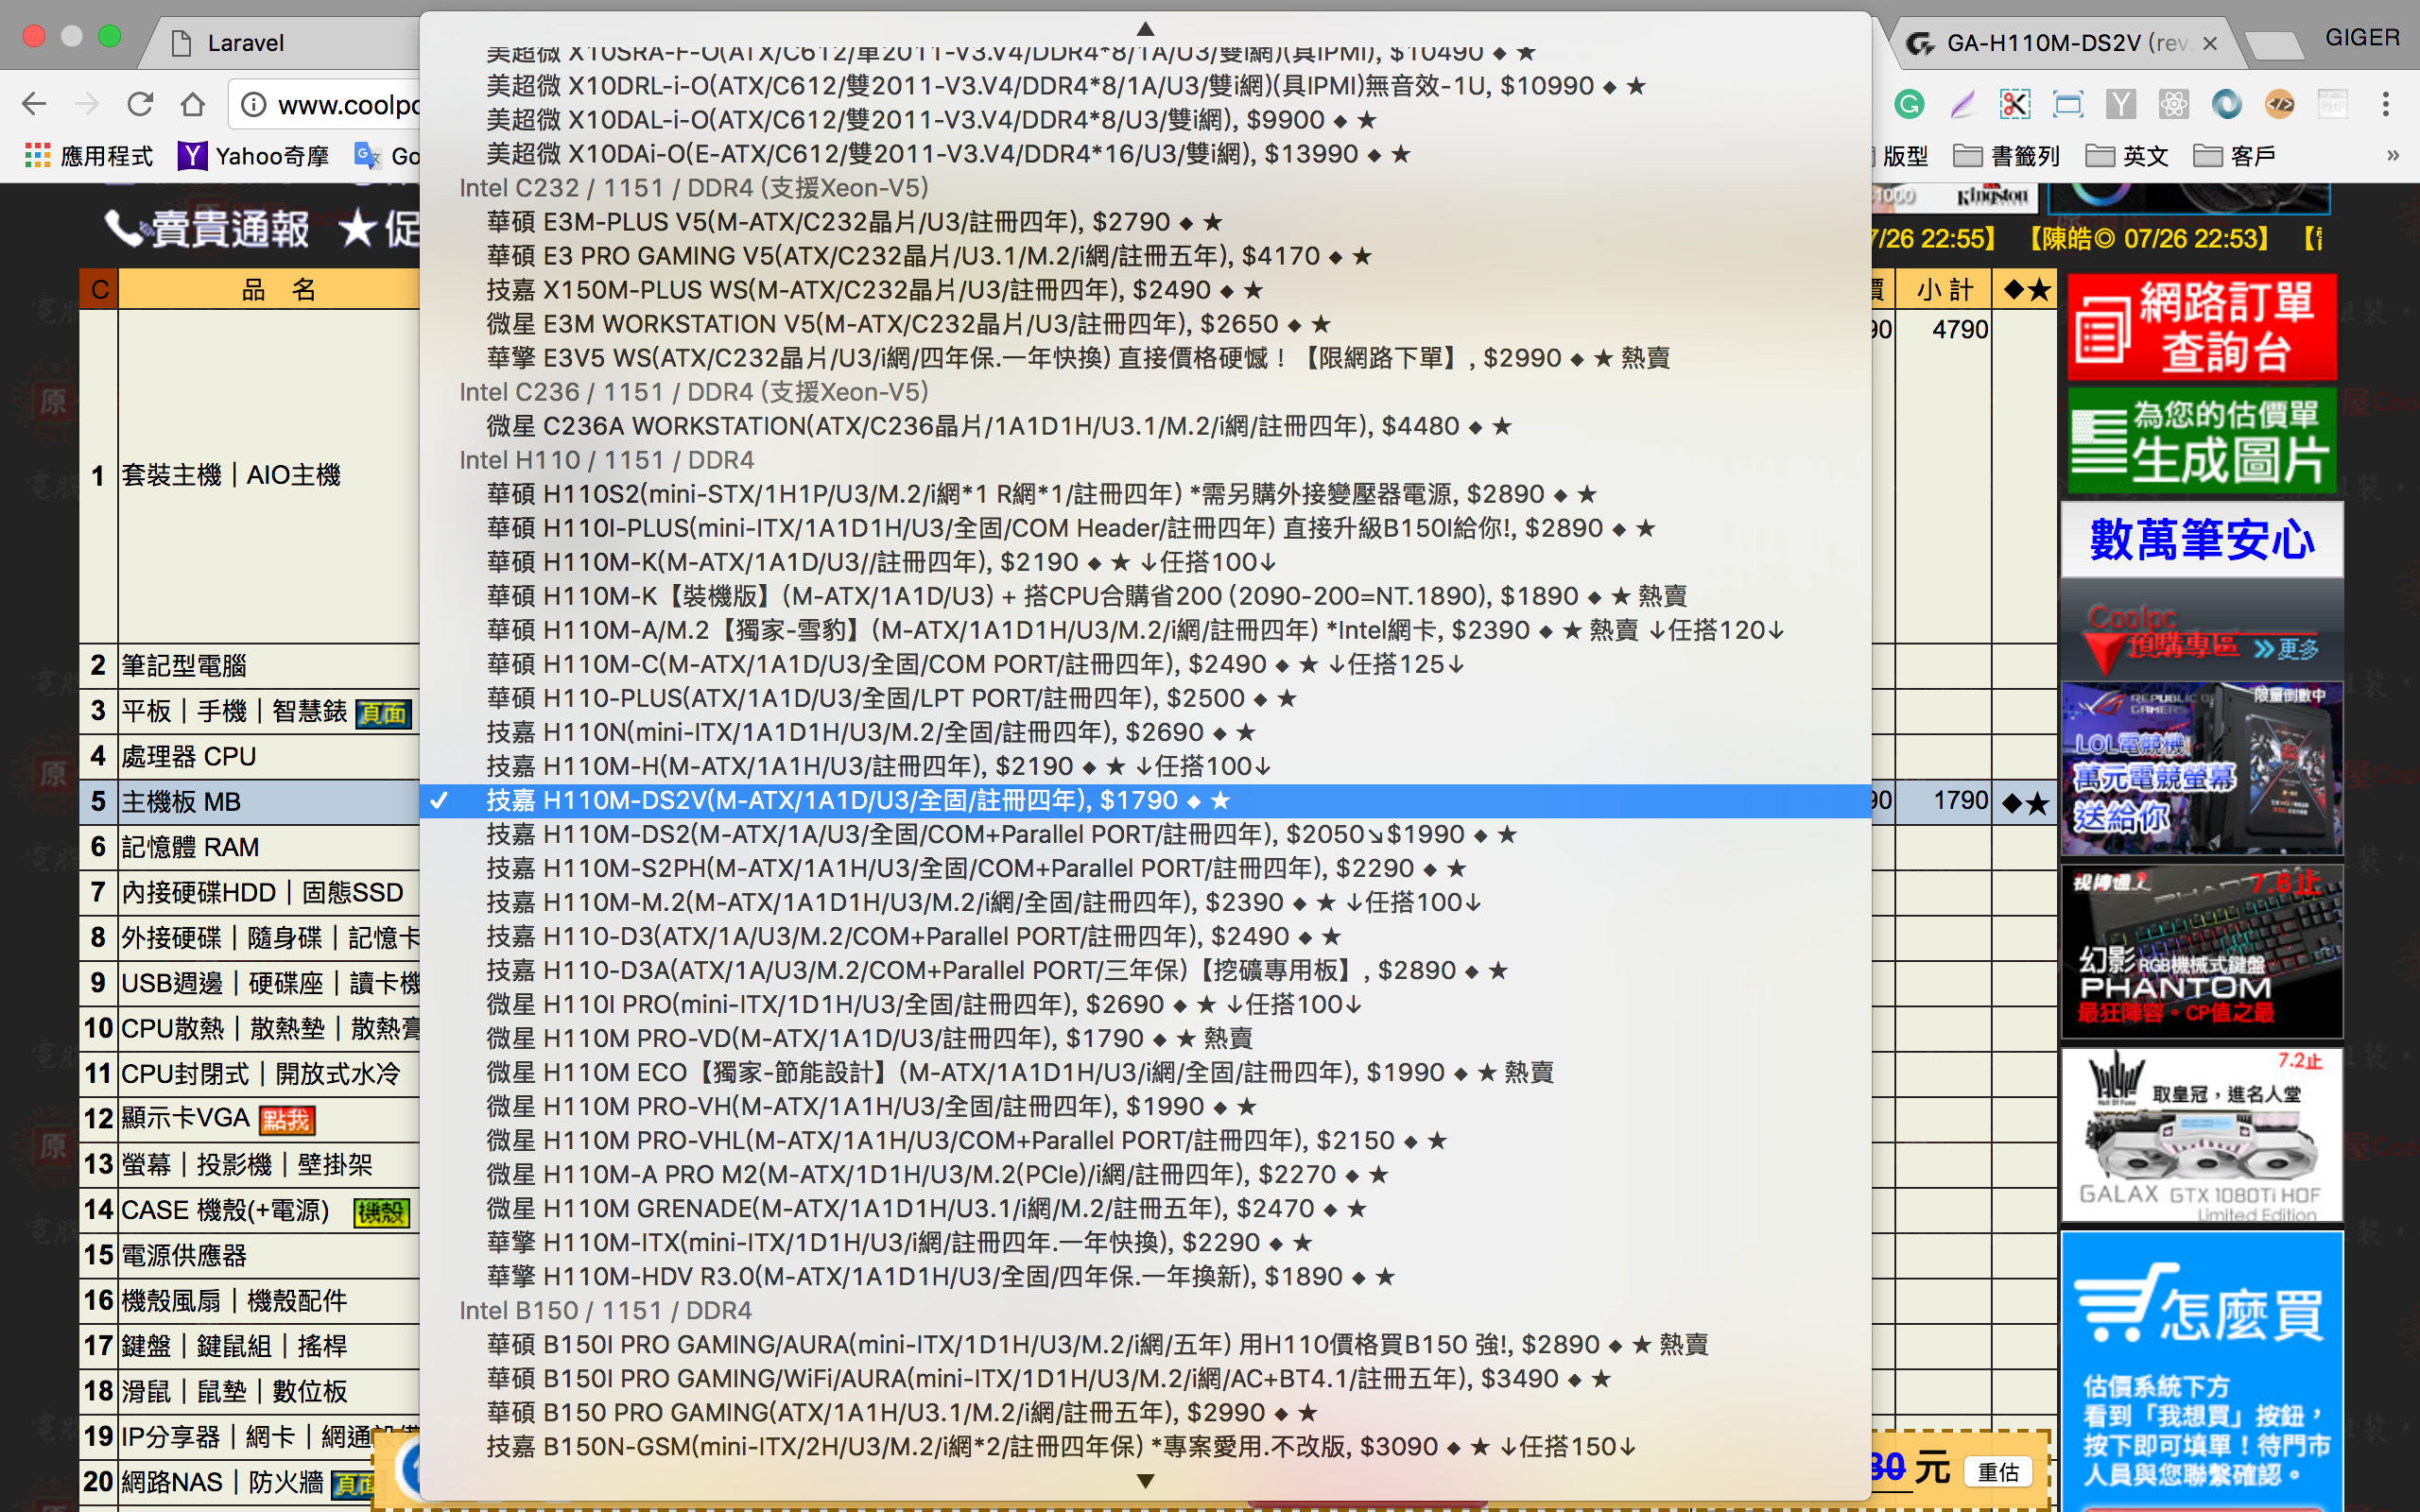 Laravel
GA-H110M-DS2V (rev.
GIGER
www.coolpc
應用程式
Yahoo奇摩
版型
書籤列
英文
客戶
賣貴通報 ★促
美超微 X10SRA-F-O(ATX/C612/單2011-V3.V4/DDR4*8/1A/U3/雙i網)(具IPMI), $10490 ◆ ★
美超微 X10DRL-i-O(ATX/C612/雙2011-V3.V4/DDR4*8/1A/U3/雙i網)(具IPMI)無音效-1U, $10990 ◆ ★
美超微 X10DAL-i-O(ATX/C612/雙2011-V3.V4/DDR4*8/U3/雙i網), $9900 ◆ ★
美超微 X10DAi-O(E-ATX/C612/雙2011-V3.V4/DDR4*16/U3/雙i網), $13990 ◆ ★
Intel C232 / 1151 / DDR4 (支援Xeon-V5)
華碩 E3M-PLUS V5(M-ATX/C232晶片/U3/註冊四年), $2790 ◆ ★
華碩 E3 PRO GAMING V5(ATX/C232晶片/U3.1/M.2/i網/註冊五年), $4170 ◆ ★
技嘉 X150M-PLUS WS(M-ATX/C232晶片/U3/註冊四年), $2490 ◆ ★
微星 E3M WORKSTATION V5(M-ATX/C232晶片/U3/註冊四年), $2650 ◆ ★
華擎 E3V5 WS(ATX/C232晶片/U3/i網/四年保.一年快換) 直接價格硬憾！【限網路下單】, $2990 ◆ ★ 熱賣
Intel C236 / 1151 / DDR4 (支援Xeon-V5)
微星 C236A WORKSTATION(ATX/C236晶片/1A1D1H/U3.1/M.2/i網/註冊四年), $4480 ◆ ★
Intel H110 / 1151 / DDR4
華碩 H110S2(mini-STX/1H1P/U3/M.2/i網*1 R網*1/註冊四年) *需另購外接變壓器電源, $2890 ◆ ★
華碩 H110I-PLUS(mini-ITX/1A1D1H/U3/全固/COM Header/註冊四年) 直接升級B150I給你!, $2890 ◆ ★
華碩 H110M-K(M-ATX/1A1D/U3//註冊四年), $2190 ◆ ★ ↓任搭100↓
華碩 H110M-K【裝機版】(M-ATX/1A1D/U3) + 搭CPU合購省200 (2090-200=NT.1890), $1890 ◆ ★ 熱賣
華碩 H110M-A/M.2【獨家-雪豹】(M-ATX/1A1D1H/U3/M.2/i網/註冊四年) *Intel網卡, $2390 ◆ ★ 熱賣 ↓任搭120↓
華碩 H110M-C(M-ATX/1A1D/U3/全固/COM PORT/註冊四年), $2490 ◆ ★ ↓任搭125↓
華碩 H110-PLUS(ATX/1A1D/U3/全固/LPT PORT/註冊四年), $2500 ◆ ★
技嘉 H110N(mini-ITX/1A1D1H/U3/M.2/全固/註冊四年), $2690 ◆ ★
技嘉 H110M-H(M-ATX/1A1H/U3/註冊四年), $2190 ◆ ★ ↓任搭100↓
技嘉 H110M-DS2V(M-ATX/1A1D/U3/全固/註冊四年), $1790 ◆ ★
技嘉 H110M-DS2(M-ATX/1A/U3/全固/COM+Parallel PORT/註冊四年), $2050↘$1990 ◆ ★
技嘉 H110M-S2PH(M-ATX/1A1H/U3/全固/COM+Parallel PORT/註冊四年), $2290 ◆ ★
技嘉 H110M-M.2(M-ATX/1A1D1H/U3/M.2/i網/全固/註冊四年), $2390 ◆ ★ ↓任搭100↓
技嘉 H110-D3(ATX/1A/U3/M.2/COM+Parallel PORT/註冊四年), $2490 ◆ ★
技嘉 H110-D3A(ATX/1A/U3/M.2/COM+Parallel PORT/三年保)【挖礦專用板】, $2890 ◆ ★
微星 H110I PRO(mini-ITX/1D1H/U3/全固/註冊四年), $2690 ◆ ★ ↓任搭100↓
微星 H110M PRO-VD(M-ATX/1A1D/U3/註冊四年), $1790 ◆ ★ 熱賣
微星 H110M ECO【獨家-節能設計】(M-ATX/1A1D1H/U3/i網/全固/註冊四年), $1990 ◆ ★ 熱賣
微星 H110M PRO-VH(M-ATX/1A1H/U3/全固/註冊四年), $1990 ◆ ★
微星 H110M PRO-VHL(M-ATX/1A1H/U3/COM+Parallel PORT/註冊四年), $2150 ◆ ★
微星 H110M-A PRO M2(M-ATX/1D1H/U3/M.2(PCIe)/i網/註冊四年), $2270 ◆ ★
微星 H110M GRENADE(M-ATX/1A1D1H/U3.1/i網/M.2/註冊五年), $2470 ◆ ★
華擎 H110M-ITX(mini-ITX/1D1H/U3/i網/註冊四年.一年快換), $2290 ◆ ★
華擎 H110M-HDV R3.0(M-ATX/1A1D1H/U3/全固/四年保.一年換新), $1890 ◆ ★
Intel B150 / 1151 / DDR4
華碩 B150I PRO GAMING/AURA(mini-ITX/1D1H/U3/M.2/i網/五年) 用H110價格買B150 強!, $2890 ◆ ★ 熱賣
華碩 B150I PRO GAMING/WiFi/AURA(mini-ITX/1D1H/U3/M.2/i網/AC+BT4.1/註冊五年), $3490 ◆ ★
華碩 B150 PRO GAMING(ATX/1A1H/U3.1/M.2/i網/註冊五年), $2990 ◆ ★
技嘉 B150N-GSM(mini-ITX/2H/U3/M.2/i網*2/註冊四年保) *專案愛用.不改版, $3090 ◆ ★ ↓任搭150↓
C 品 名
1 套裝主機｜AIO主機
2 筆記型電腦
3 平板｜手機｜智慧錶 頁面
4 處理器 CPU
5 主機板 MB
6 記憶體 RAM
7 內接硬碟HDD｜固態SSD
8 外接硬碟｜隨身碟｜記憶卡
9 USB週邊｜硬碟座｜讀卡機
10 CPU散熱｜散熱墊｜散熱膏
11 CPU封閉式｜開放式水冷
12 顯示卡VGA 點我
13 螢幕｜投影機｜壁掛架
14 CASE 機殼(+電源) 機殼
15 電源供應器
16 機殼風扇｜機殼配件
17 鍵盤｜鍵鼠組｜搖桿
18 滑鼠｜鼠墊｜數位板
19 IP分享器｜網卡｜網通設備
20 網路NAS｜防火牆 頁面
Kingston
/26 22:55】 【陳皓◎ 07/26 22:53】
小 計 ◆★
90 4790
90 1790 ◆★
元 重估
網路訂單
查詢台
為您的估價單
生成圖片
數萬筆安心
Coolpc
預購專區 更多
REPUBLIC OF
GAMERS
限量倒數中
LOL電競機
萬元電競螢幕
送給你
7.6止
幻影 RGB機械式鍵盤
PHANTOM
最狂陣容。CP值之最
7.2止
取皇冠，進名人堂
GALAX GTX 1080Ti HOF
Limited Edition
怎麼買
估價系統下方
看到「我想買」按鈕，
按下即可填單！待門市
人員與您聯繫確認。